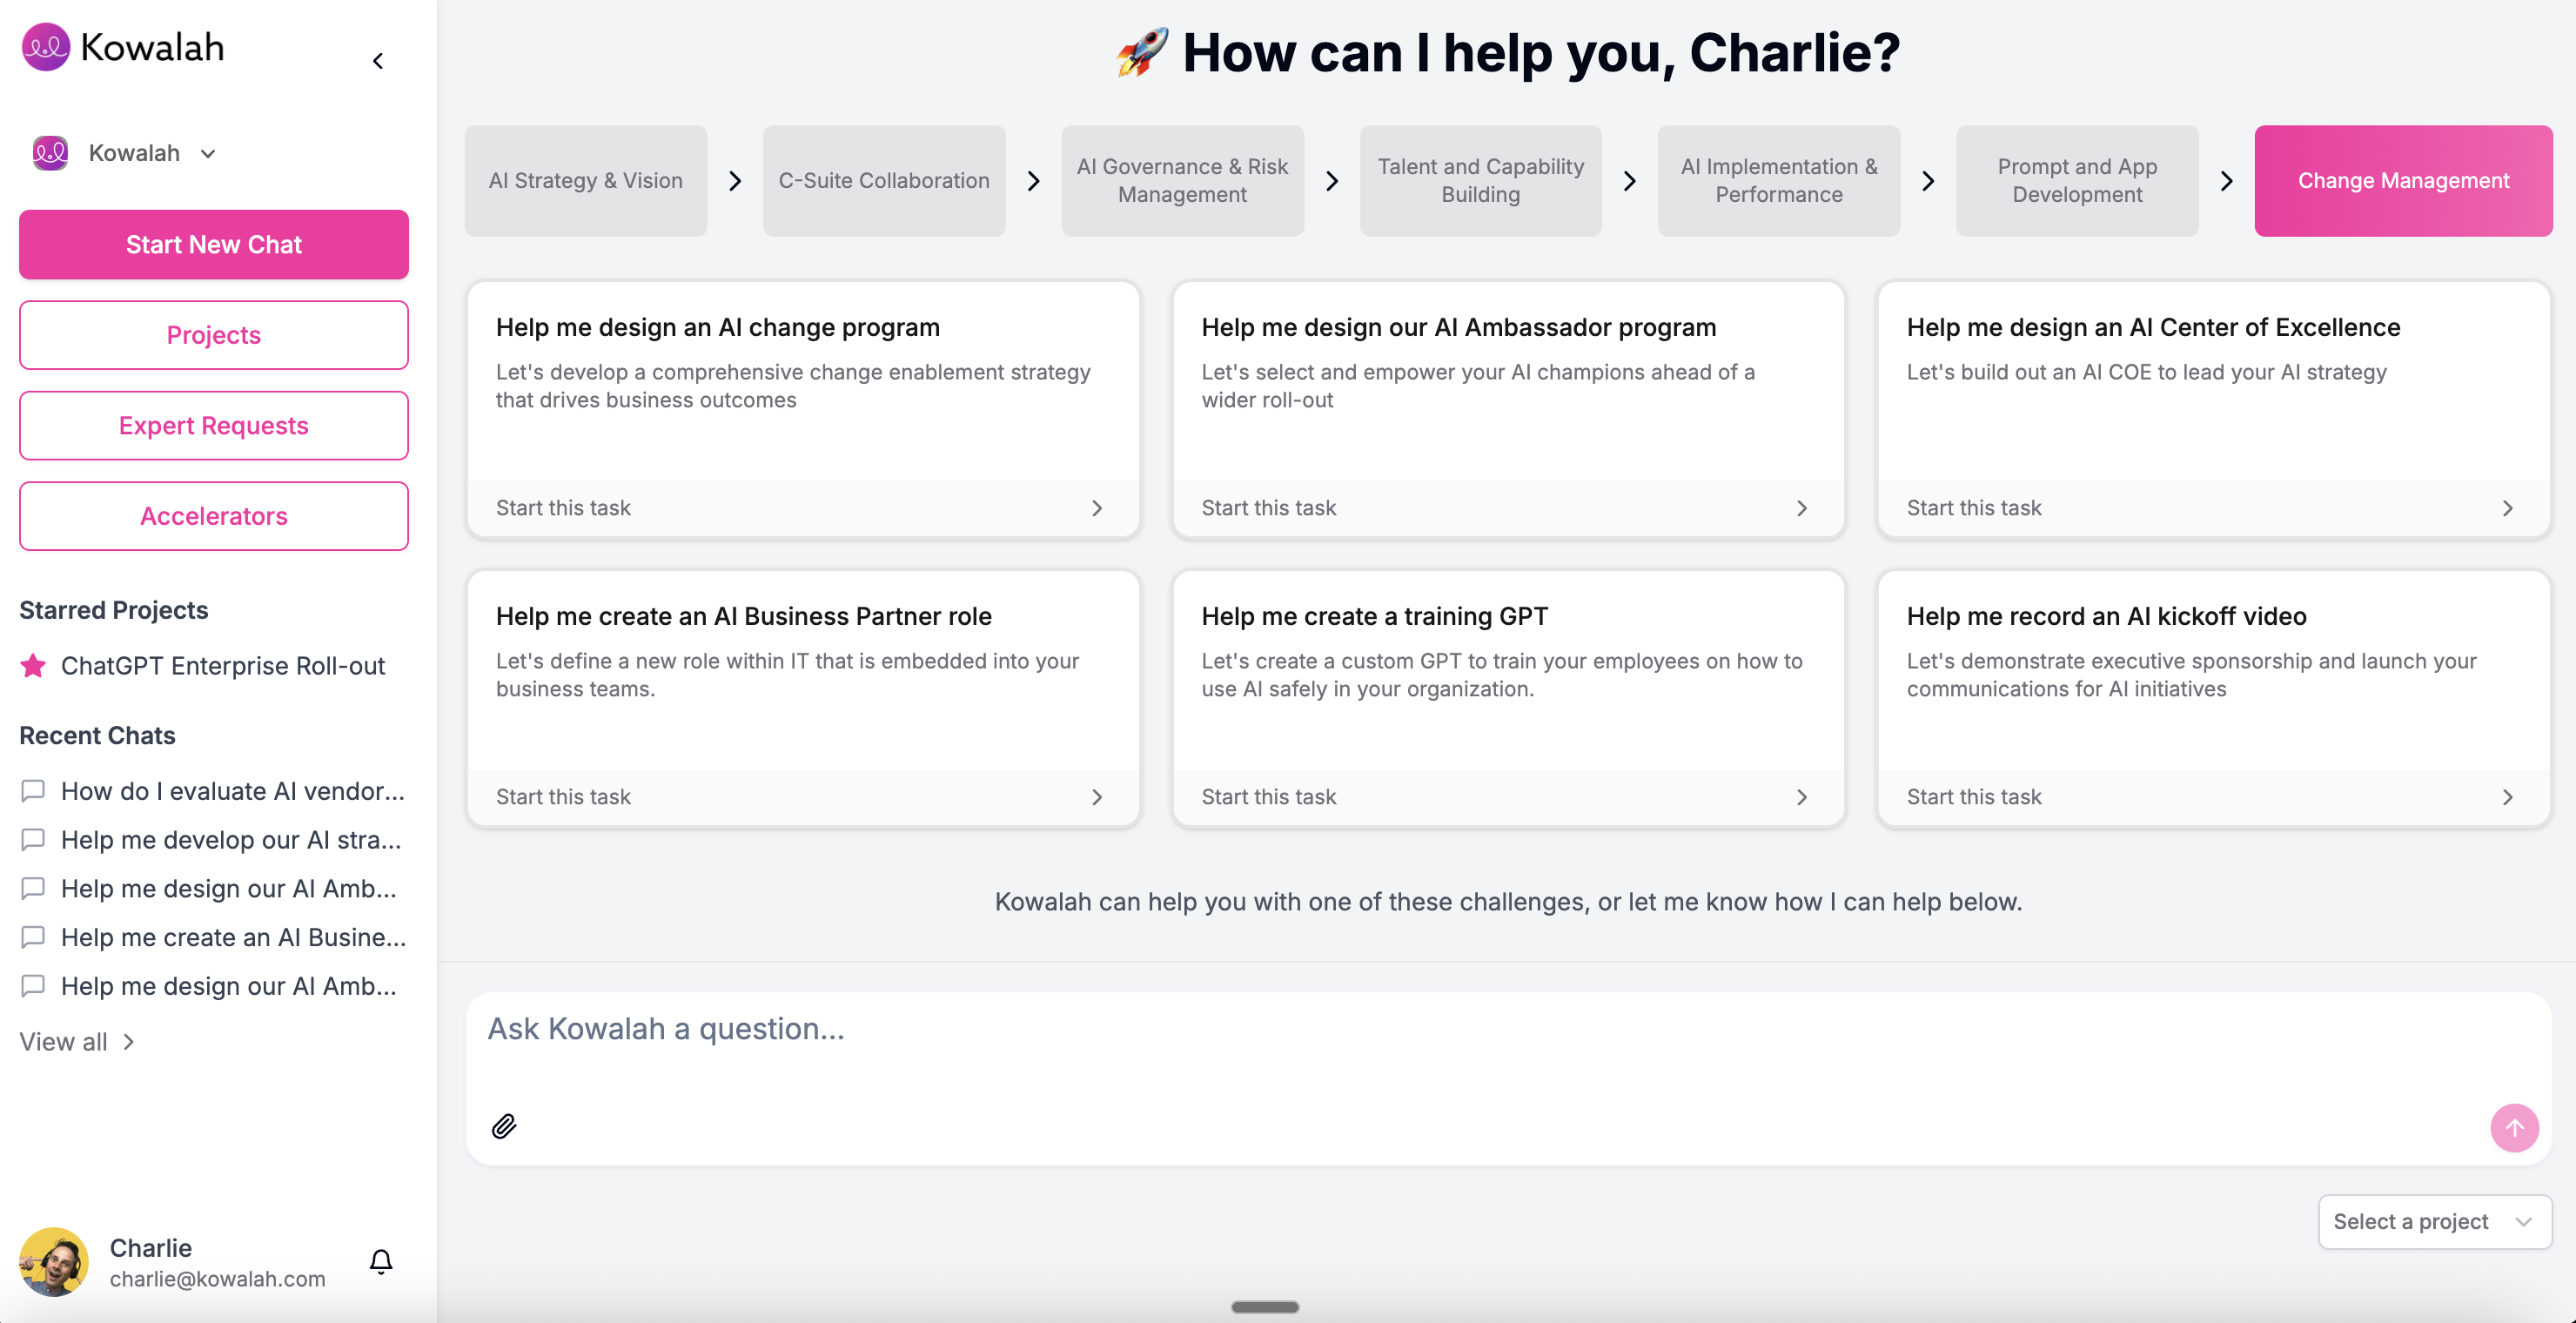 Kowalah
Kowalah
Start New Chat
Projects
Expert Requests
Accelerators
Starred Projects
ChatGPT Enterprise Roll-out
Recent Chats
How do I evaluate AI vendor...
Help me develop our AI stra...
Help me design our AI Amb...
Help me create an AI Busine...
Help me design our AI Amb...
View all
Charlie
charlie@kowalah.com
🚀 How can I help you, Charlie?
AI Strategy & Vision
C-Suite Collaboration
AI Governance & Risk
Management
Talent and Capability
Building
AI Implementation &
Performance
Prompt and App
Development
Change Management
Help me design an AI change program
Let's develop a comprehensive change enablement strategy
that drives business outcomes
Start this task
Help me design our AI Ambassador program
Let's select and empower your AI champions ahead of a
wider roll-out
Start this task
Help me design an AI Center of Excellence
Let's build out an AI COE to lead your AI strategy
Start this task
Help me create an AI Business Partner role
Let's define a new role within IT that is embedded into your
business teams.
Start this task
Help me create a training GPT
Let's create a custom GPT to train your employees on how to
use AI safely in your organization.
Start this task
Help me record an AI kickoff video
Let's demonstrate executive sponsorship and launch your
communications for AI initiatives
Start this task
Kowalah can help you with one of these challenges, or let me know how I can help below.
Ask Kowalah a question...
Select a project